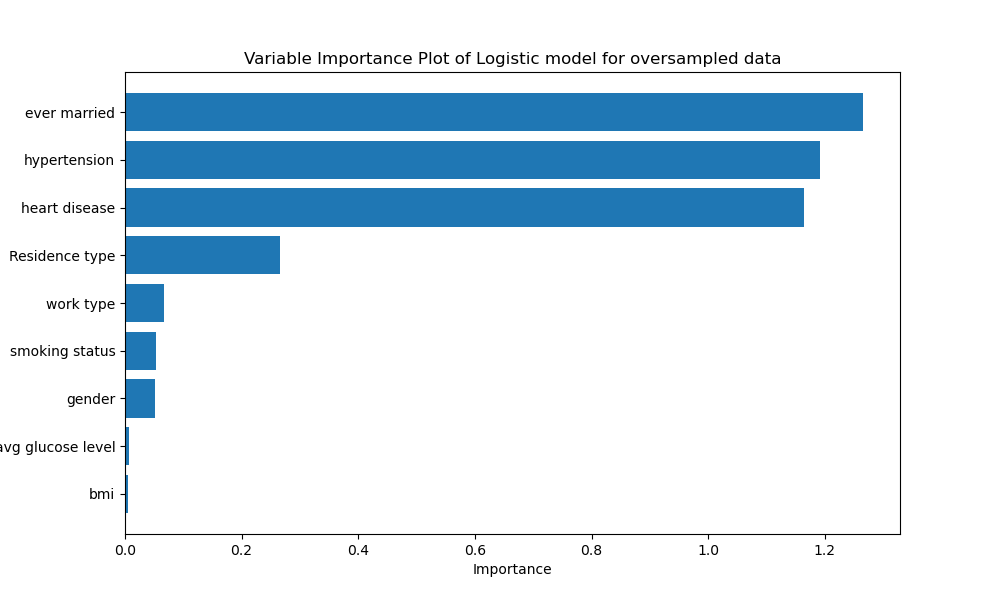 Variable Importance Plot of Logistic model for oversampled data
ever married
hypertension
heart disease
Residence type
work type
smoking status
gender
avg glucose level
bmi
0.0 0.2 0.4 0.6 0.8 1.0 1.2
Importance